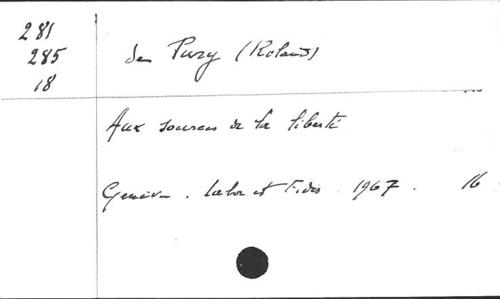 281
285
18
de Pury (Roland)
Aux sources de la liberté
Genève . Labor et Fides . 1967 . 16